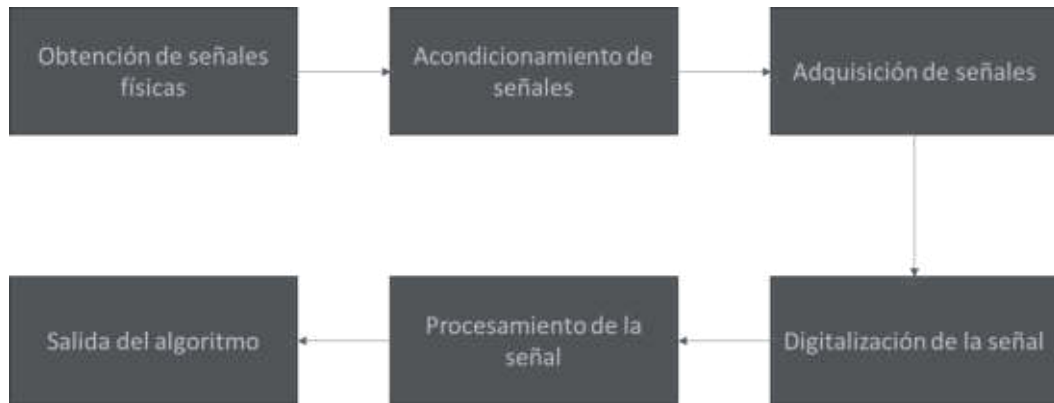 Obtención de señales
físicas
Acondicionamiento de
señales
Adquisición de señales
Salida del algoritmo
Procesamiento de la
señal
Digitalización de la señal